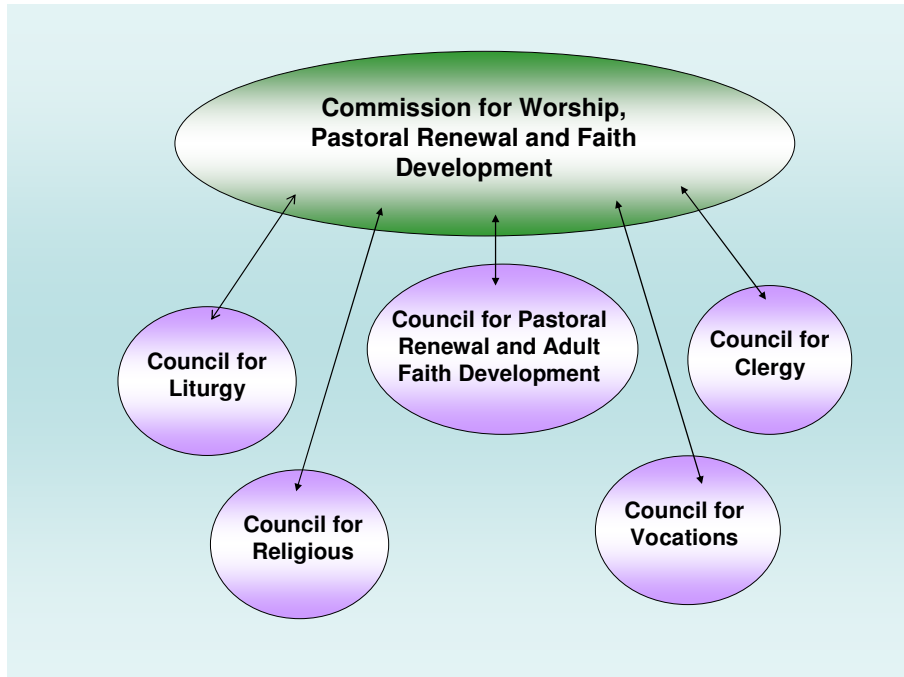 Commission for Worship,
Pastoral Renewal and Faith
Development
Council for Pastoral
Renewal and Adult
Faith Development
Council for
Clergy
Council for
Liturgy
Council for
Religious
Council for
Vocations